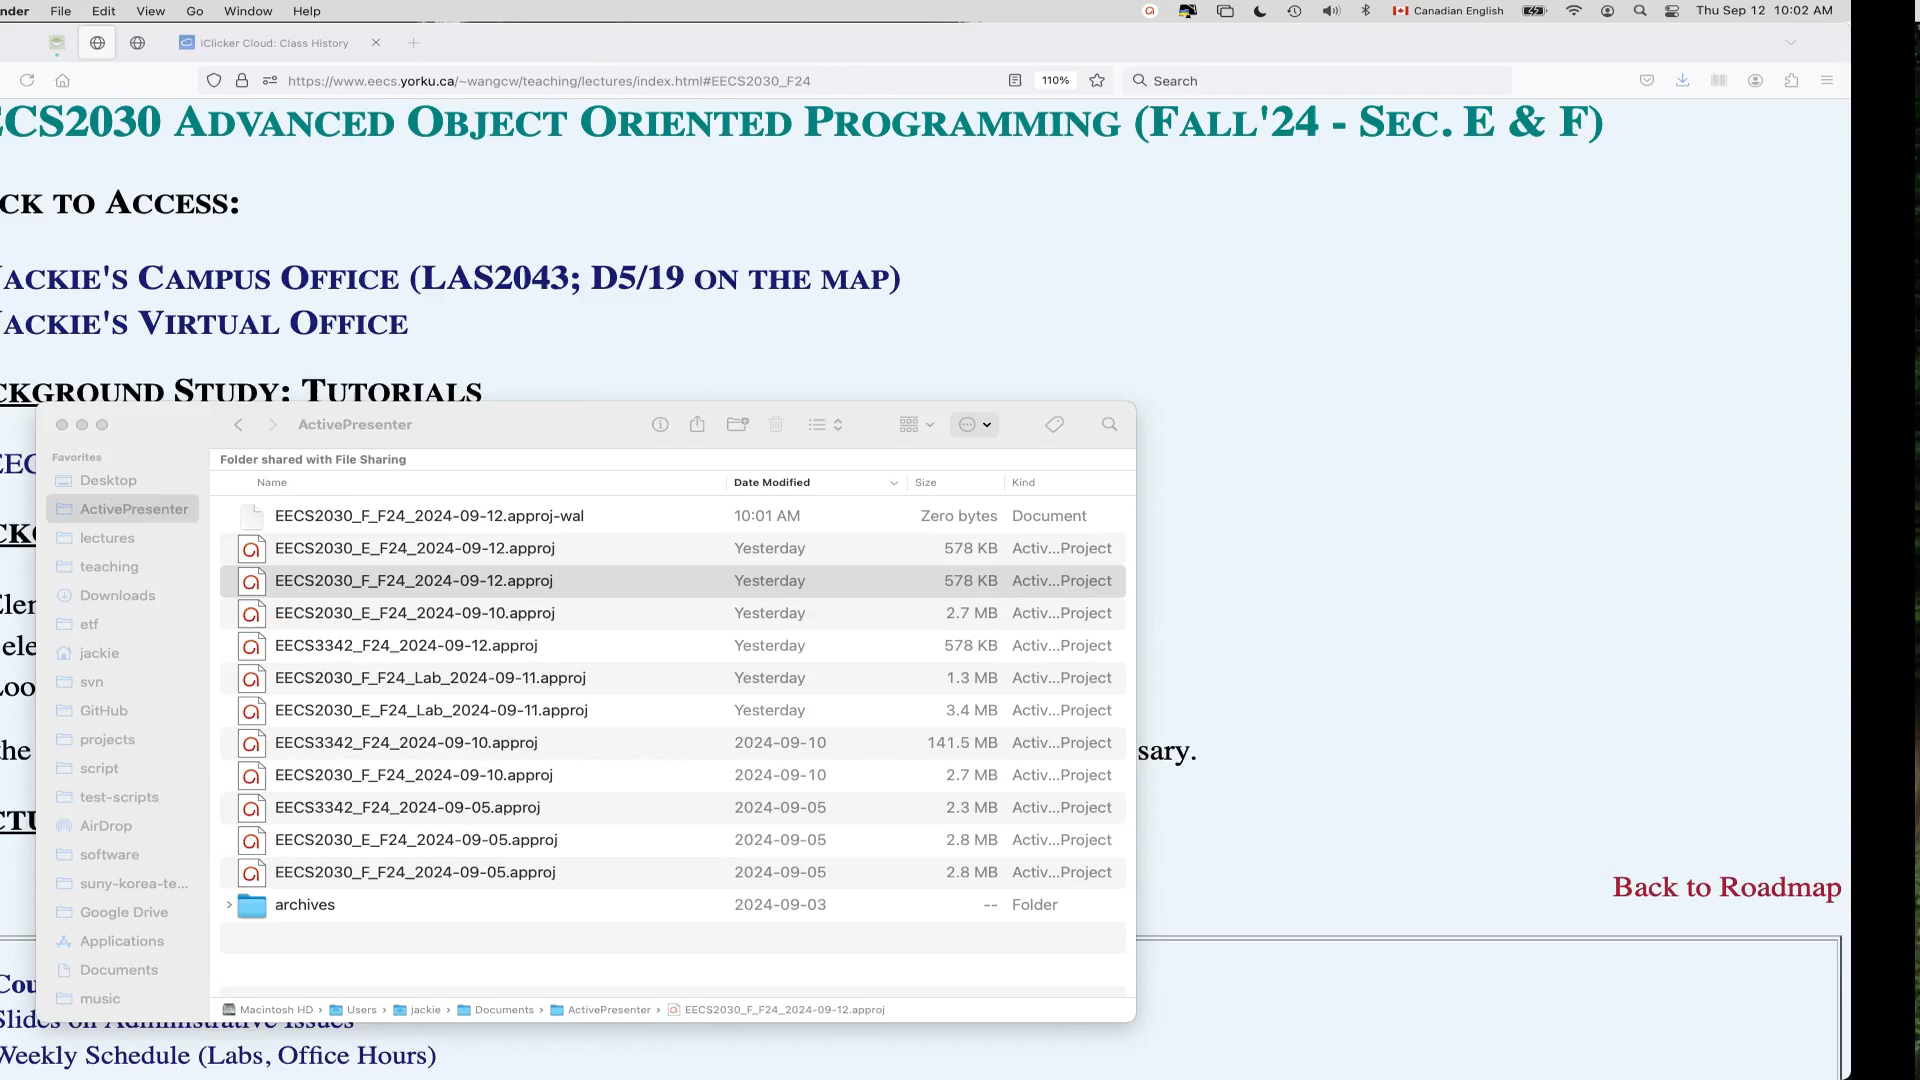 nder File Edit View Go Window Help Canadian English Thu Sep 12 10:02 AM
iClicker Cloud: Class History
https://www.eecs.yorku.ca/~wangcw/teaching/lectures/index.html#EECS2030_F24 110% Search
ECS2030 Advanced Object Oriented Programming (Fall'24 - Sec. E & F)
ck to Access:
Jackie's Campus Office (LAS2043; D5/19 on the map)
Jackie's Virtual Office
ckground Study: Tutorials
ActivePresenter
Favorites
Folder shared with File Sharing
Name Date Modified Size Kind
Desktop
ActivePresenter
lectures
teaching
Downloads
etf
jackie
svn
GitHub
projects
script
test-scripts
AirDrop
software
suny-korea-te...
Google Drive
Applications
Documents
music
EECS2030_F_F24_2024-09-12.approj-wal 10:01 AM Zero bytes Document
EECS2030_E_F24_2024-09-12.approj Yesterday 578 KB Activ...Project
EECS2030_F_F24_2024-09-12.approj Yesterday 578 KB Activ...Project
EECS2030_E_F24_2024-09-10.approj Yesterday 2.7 MB Activ...Project
EECS3342_F24_2024-09-12.approj Yesterday 578 KB Activ...Project
EECS2030_F_F24_Lab_2024-09-11.approj Yesterday 1.3 MB Activ...Project
EECS2030_E_F24_Lab_2024-09-11.approj Yesterday 3.4 MB Activ...Project
EECS3342_F24_2024-09-10.approj 2024-09-10 141.5 MB Activ...Project
EECS2030_F_F24_2024-09-10.approj 2024-09-10 2.7 MB Activ...Project
EECS3342_F24_2024-09-05.approj 2024-09-05 2.3 MB Activ...Project
EECS2030_E_F24_2024-09-05.approj 2024-09-05 2.8 MB Activ...Project
EECS2030_F_F24_2024-09-05.approj 2024-09-05 2.8 MB Activ...Project
archives 2024-09-03 -- Folder
Macintosh HD › Users › jackie › Documents › ActivePresenter › EECS2030_F_F24_2024-09-12.approj
the
sary.
Back to Roadmap
Slides on Administrative Issues
Weekly Schedule (Labs, Office Hours)